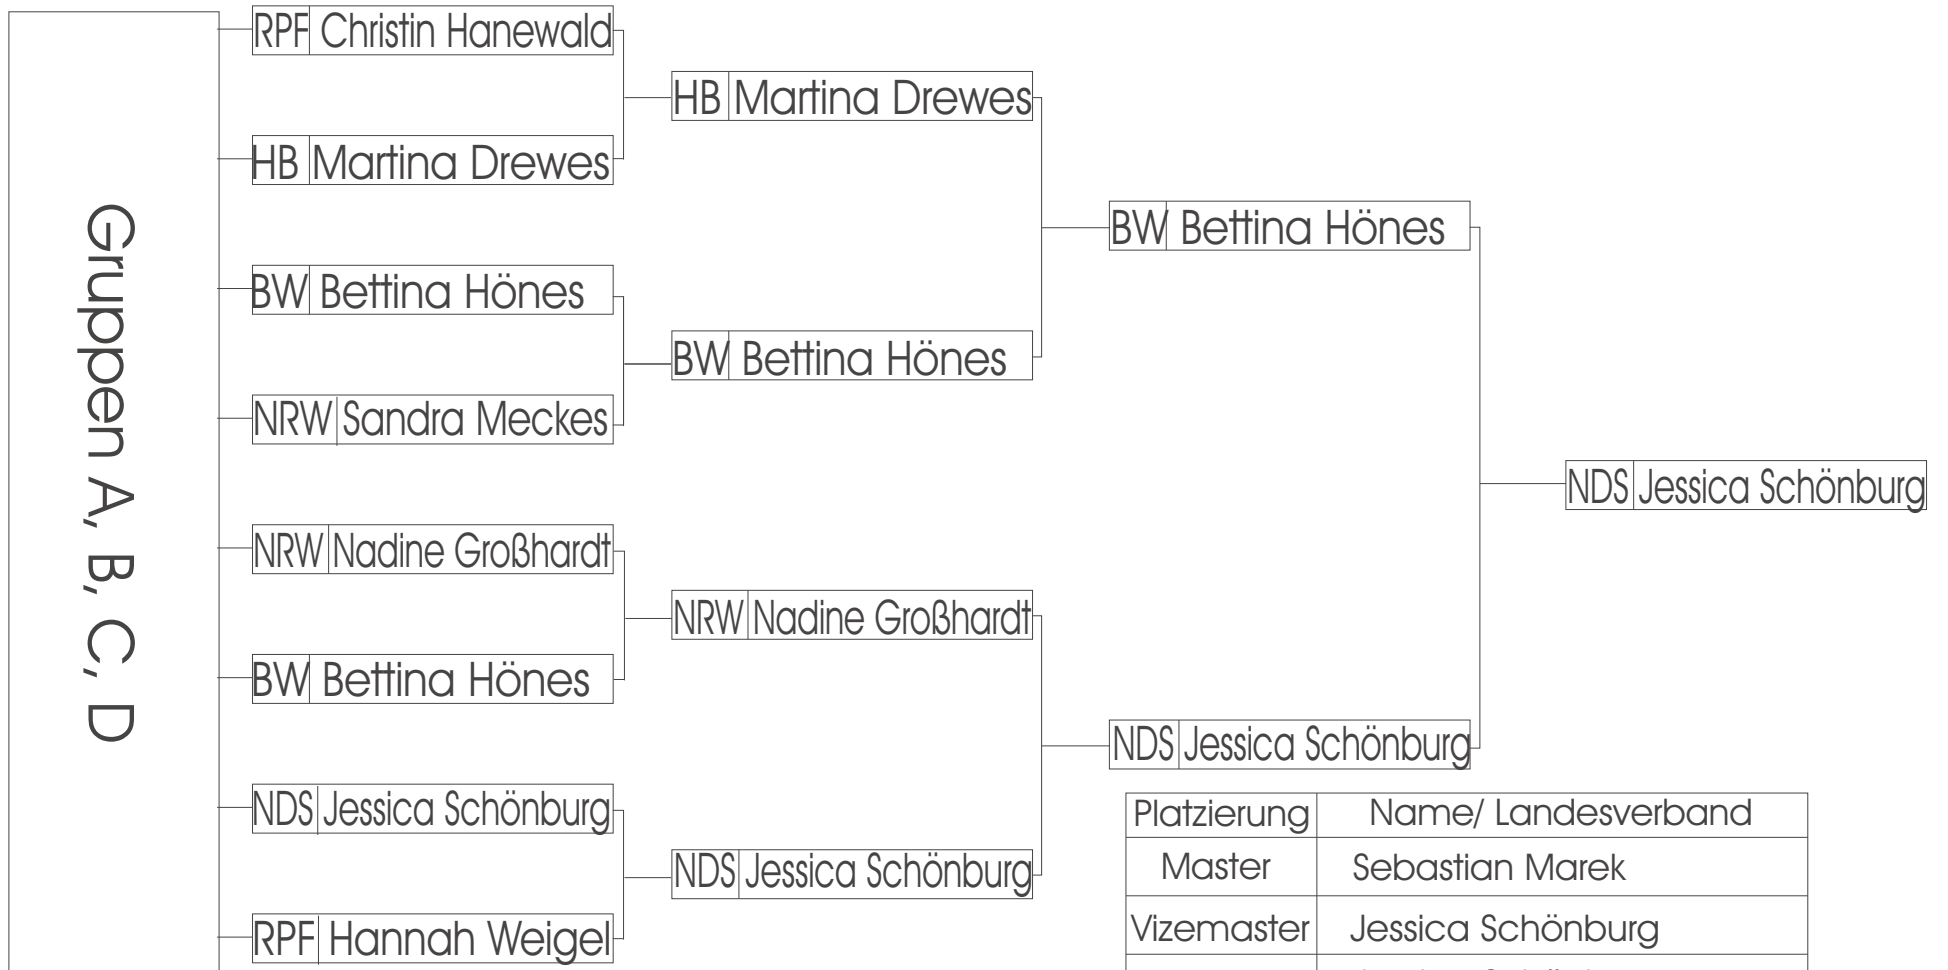 Gruppen A, B, C, D
RPF Christin Hanewald
HB Martina Drewes
BW Bettina Hönes
NRW Sandra Meckes
NRW Nadine Großhardt
BW Bettina Hönes
NDS Jessica Schönburg
RPF Hannah Weigel
HB Martina Drewes
BW Bettina Hönes
NRW Nadine Großhardt
NDS Jessica Schönburg
BW Bettina Hönes
NDS Jessica Schönburg
NDS Jessica Schönburg
Platzierung Name/ Landesverband
Master Sebastian Marek
Vizemaster Jessica Schönburg